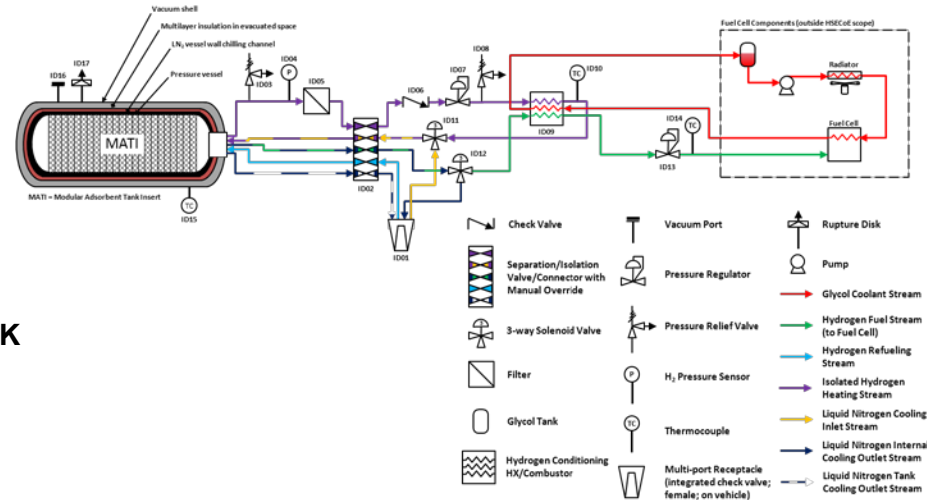 Vacuum shell
Multilayer insulation in evacuated space
LN2 vessel wall chilling channel
Pressure vessel
Fuel Cell Components (outside HSECoE scope)
ID16
ID17
ID03
ID04
P
ID05
ID06
ID07
ID08
TC
ID10
Radiator
Fuel Cell
MATI
ID11
ID09
ID14
TC
ID12
ID13
MATI = Modular Adsorbent Tank Insert
TC
ID15
ID02
ID01
K
Check Valve
Separation/Isolation
Valve/Connector with
Manual Override
3-way Solenoid Valve
Filter
Glycol Tank
Hydrogen Conditioning
HX/Combustor
Vacuum Port
Pressure Regulator
Pressure Relief Valve
P
H2 Pressure Sensor
TC
Thermocouple
Multi-port Receptacle
(integrated check valve;
female; on vehicle)
Rupture Disk
Pump
Glycol Coolant Stream
Hydrogen Fuel Stream
(to Fuel Cell)
Hydrogen Refueling
Stream
Isolated Hydrogen
Heating Stream
Liquid Nitrogen Cooling
Inlet Stream
Liquid Nitrogen Internal
Cooling Outlet Stream
Liquid Nitrogen Tank
Cooling Outlet Stream